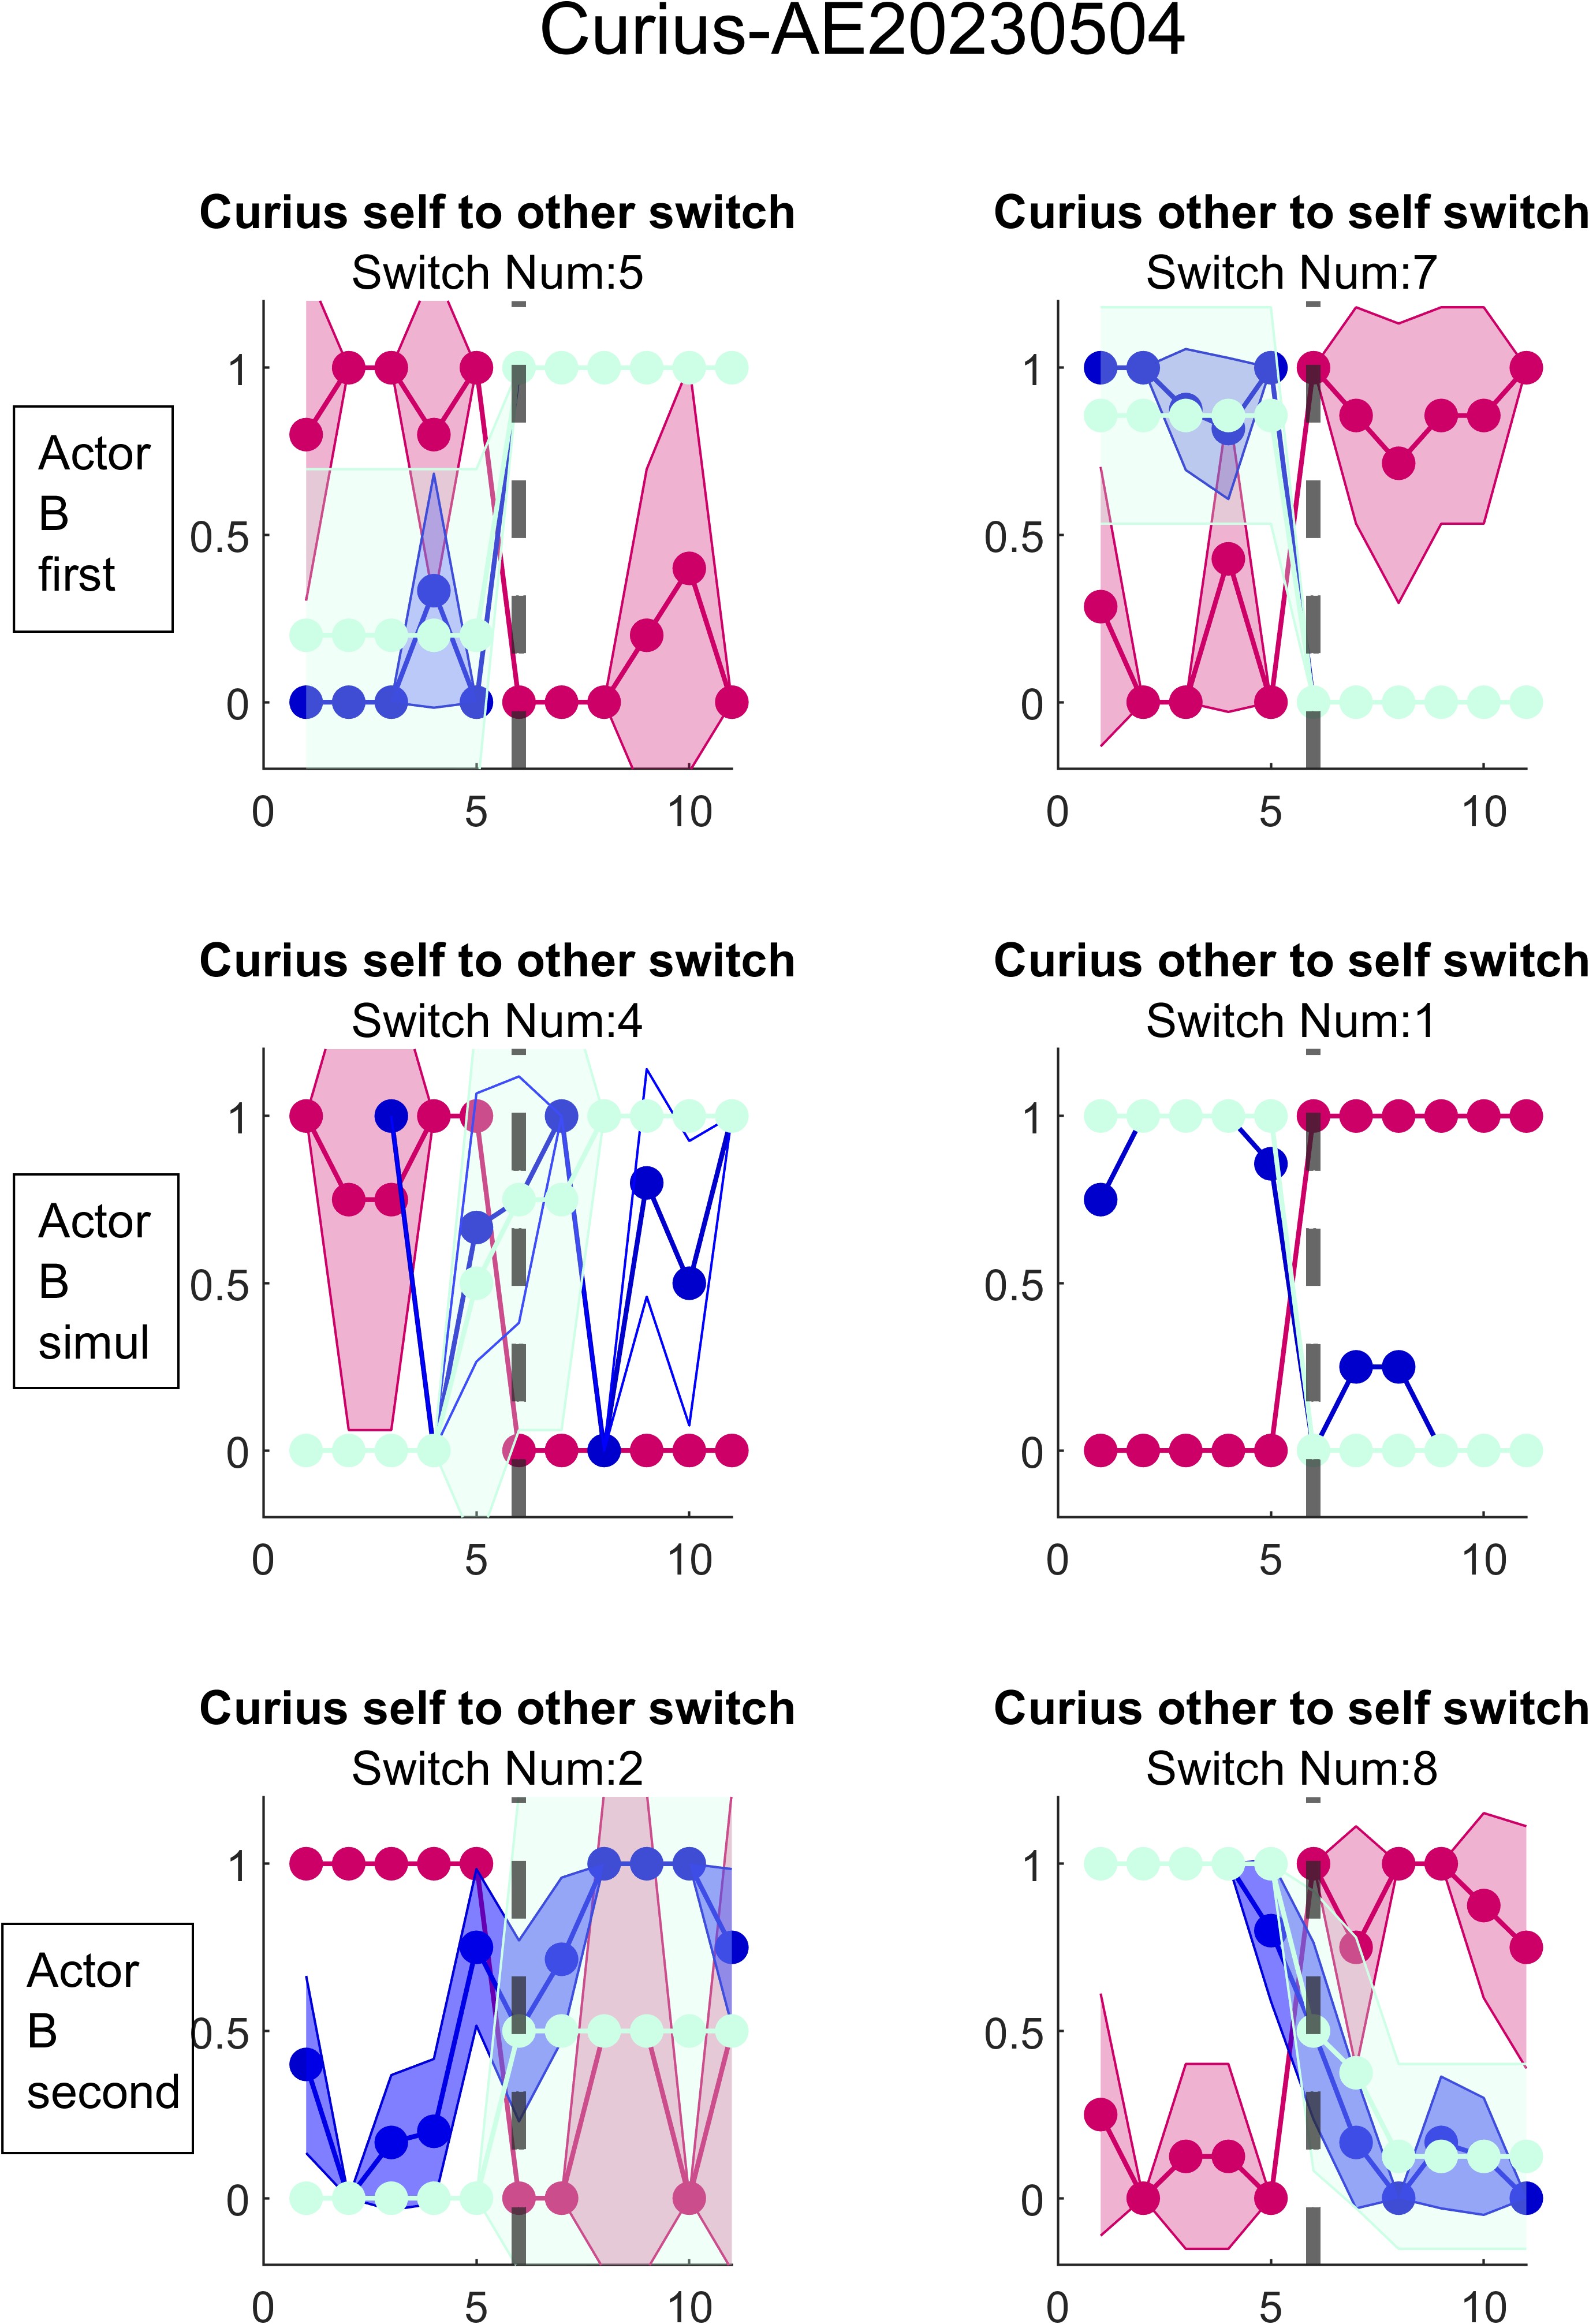 Curius-AE20230504
Curius self to other switch
Switch Num:5
1
0.5
0
0 5 10
Curius other to self switch
Switch Num:7
1
0.5
0
0 5 10
Actor
B
first
Curius self to other switch
Switch Num:4
1
0.5
0
0 5 10
Curius other to self switch
Switch Num:1
1
0.5
0
0 5 10
Actor
B
simul
Curius self to other switch
Switch Num:2
1
0.5
0
0 5 10
Curius other to self switch
Switch Num:8
1
0.5
0
0 5 10
Actor
B
second